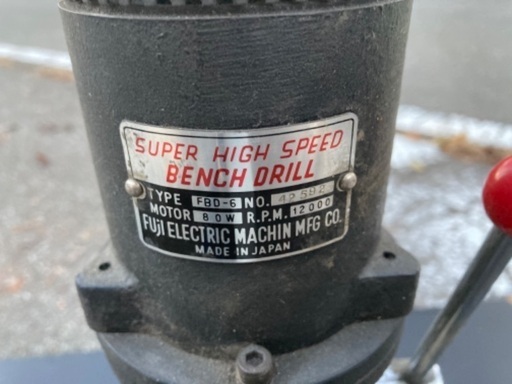 SUPER HIGH SPEED
BENCH DRILL
TYPE FBD-6 NO. 42592
MOTOR 80W R.P.M. 12000
FUJI ELECTRIC MACHIN MFG CO.
MADE IN JAPAN